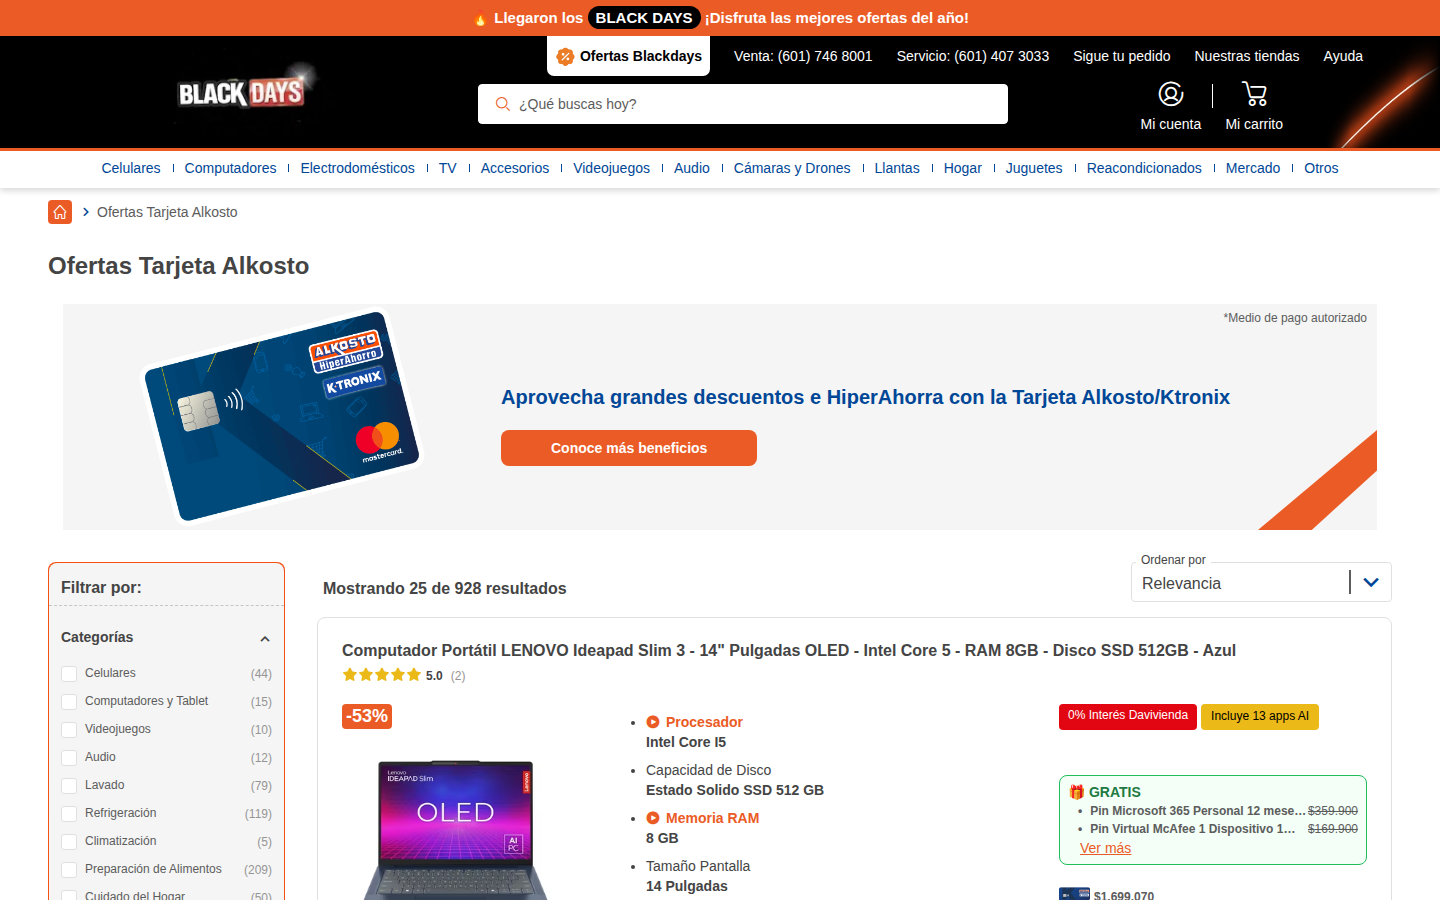 🔥 Llegaron los BLACK DAYS ¡Disfruta las mejores ofertas del año!
Ofertas Blackdays
Venta: (601) 746 8001
Servicio: (601) 407 3033
Sigue tu pedido
Nuestras tiendas
Ayuda
BLACK DAYS
¿Qué buscas hoy?
Mi cuenta
Mi carrito
Celulares
Computadores
Electrodomésticos
TV
Accesorios
Videojuegos
Audio
Cámaras y Drones
Llantas
Hogar
Juguetes
Reacondicionados
Mercado
Otros
Ofertas Tarjeta Alkosto
Ofertas Tarjeta Alkosto
*Medio de pago autorizado
ALKOSTO
HiperAhorro
K-TRONIX
mastercard.
Aprovecha grandes descuentos e HiperAhorra con la Tarjeta Alkosto/Ktronix
Conoce más beneficios
Filtrar por:
Categorías
Celulares (44)
Computadores y Tablet (15)
Videojuegos (10)
Audio (12)
Lavado (79)
Refrigeración (119)
Climatización (5)
Preparación de Alimentos (209)
Cuidado del Hogar (50)
Mostrando 25 de 928 resultados
Ordenar por
Relevancia
Computador Portátil LENOVO Ideapad Slim 3 - 14" Pulgadas OLED - Intel Core 5 - RAM 8GB - Disco SSD 512GB - Azul
5.0 (2)
-53%
Lenovo
IDEAPAD Slim
Lenovo
OLED
AI
PC
• Procesador
Intel Core I5
• Capacidad de Disco
Estado Solido SSD 512 GB
• Memoria RAM
8 GB
• Tamaño Pantalla
14 Pulgadas
0% Interés Davivienda
Incluye 13 apps AI
🎁 GRATIS
• Pin Microsoft 365 Personal 12 mese... $359.900
• Pin Virtual McAfee 1 Dispositivo 1... $169.900
Ver más
$1.699.070